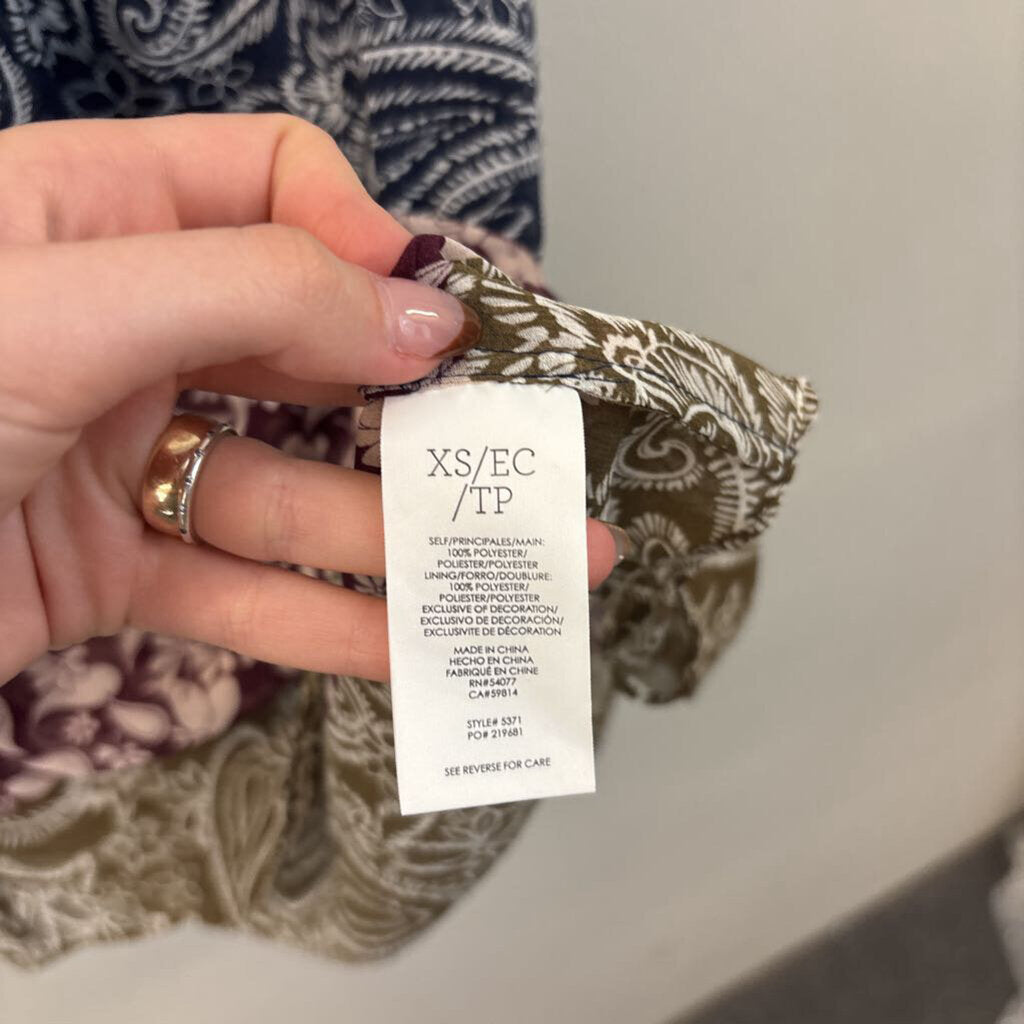 XS/EC
/TP
SELF/PRINCIPALES/MAIN:
100% POLYESTER/
POLIESTER/POLYESTER
LINING/FORRO/DOUBLURE:
100% POLYESTER/
POLIESTER/POLYESTER
EXCLUSIVE OF DECORATION/
EXCLUSIVO DE DECORACIÓN/
EXCLUSIVITE DE DÉCORATION
MADE IN CHINA
HECHO EN CHINA
FABRIQUÉ EN CHINE
RN#54077
CA#59814
STYLE# 5371
PO# 219681
SEE REVERSE FOR CARE